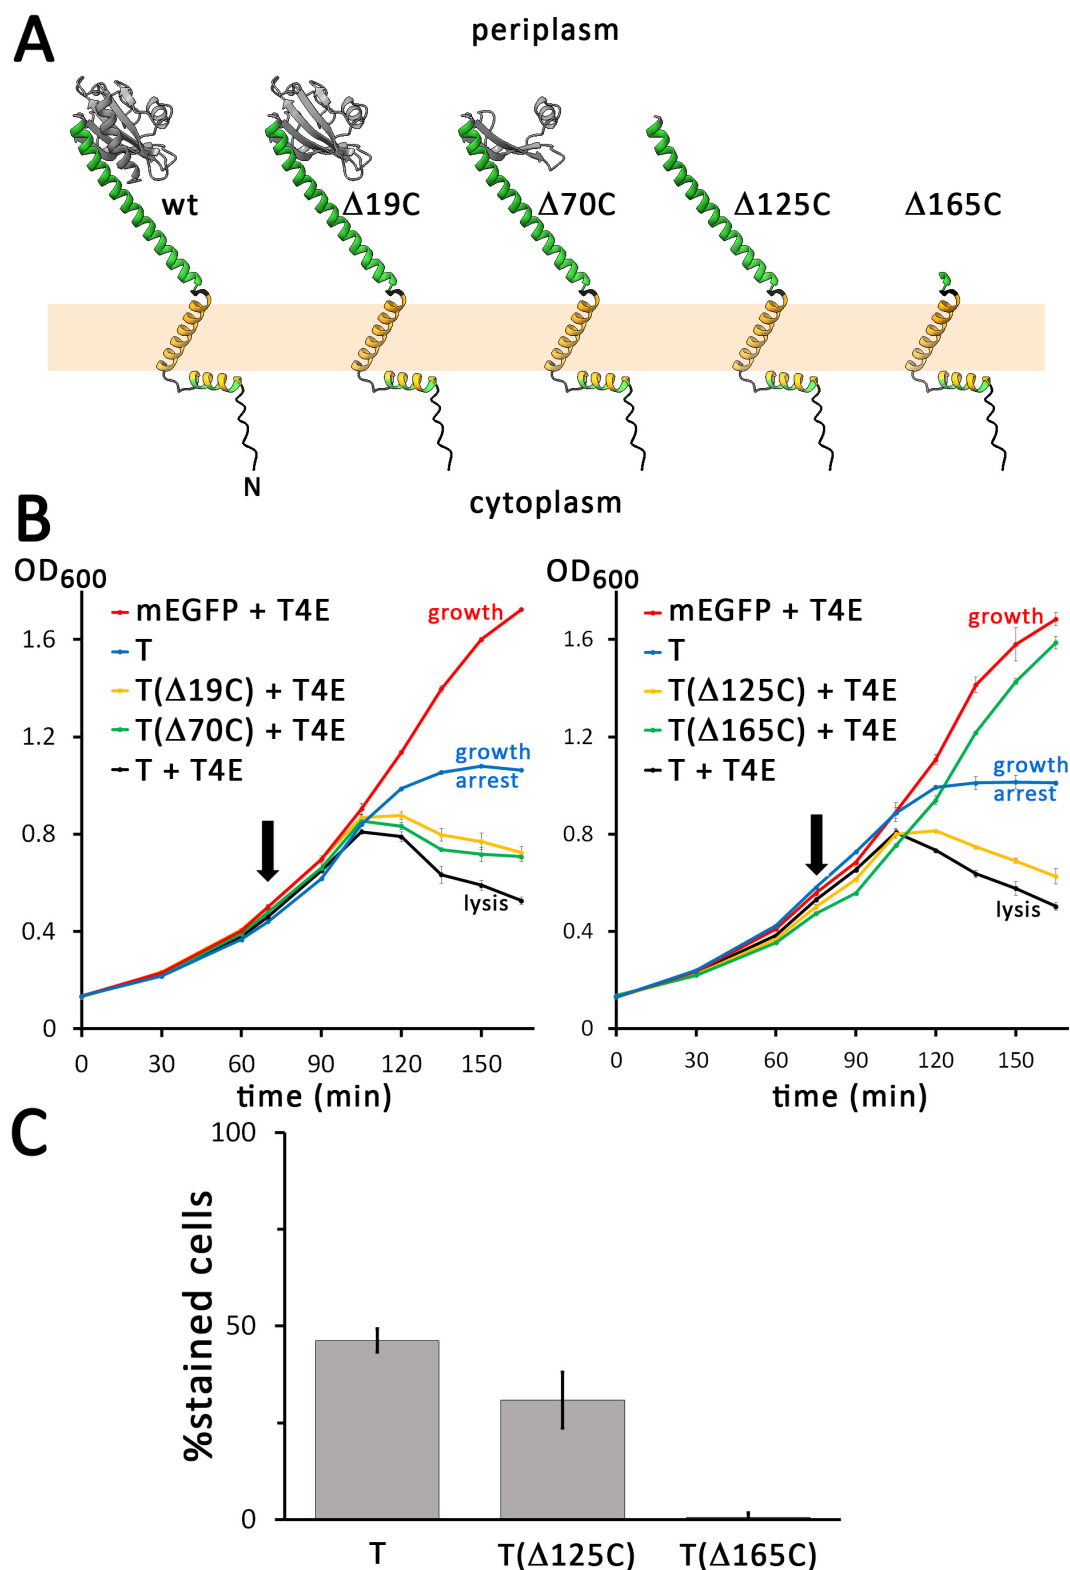 A
periplasm
wt
Δ19C
Δ70C
Δ125C
Δ165C
N
cytoplasm
B
OD600
mEGFP + T4E
T
T(Δ19C) + T4E
T(Δ70C) + T4E
T + T4E
growth
growth
arrest
lysis
1.6
1.2
0.8
0.4
0
0 30 60 90 120 150
time (min)
OD600
mEGFP + T4E
T
T(Δ125C) + T4E
T(Δ165C) + T4E
T + T4E
growth
growth
arrest
lysis
1.6
1.2
0.8
0.4
0
0 30 60 90 120 150
time (min)
C
%stained cells
100
50
0
T T(Δ125C) T(Δ165C)